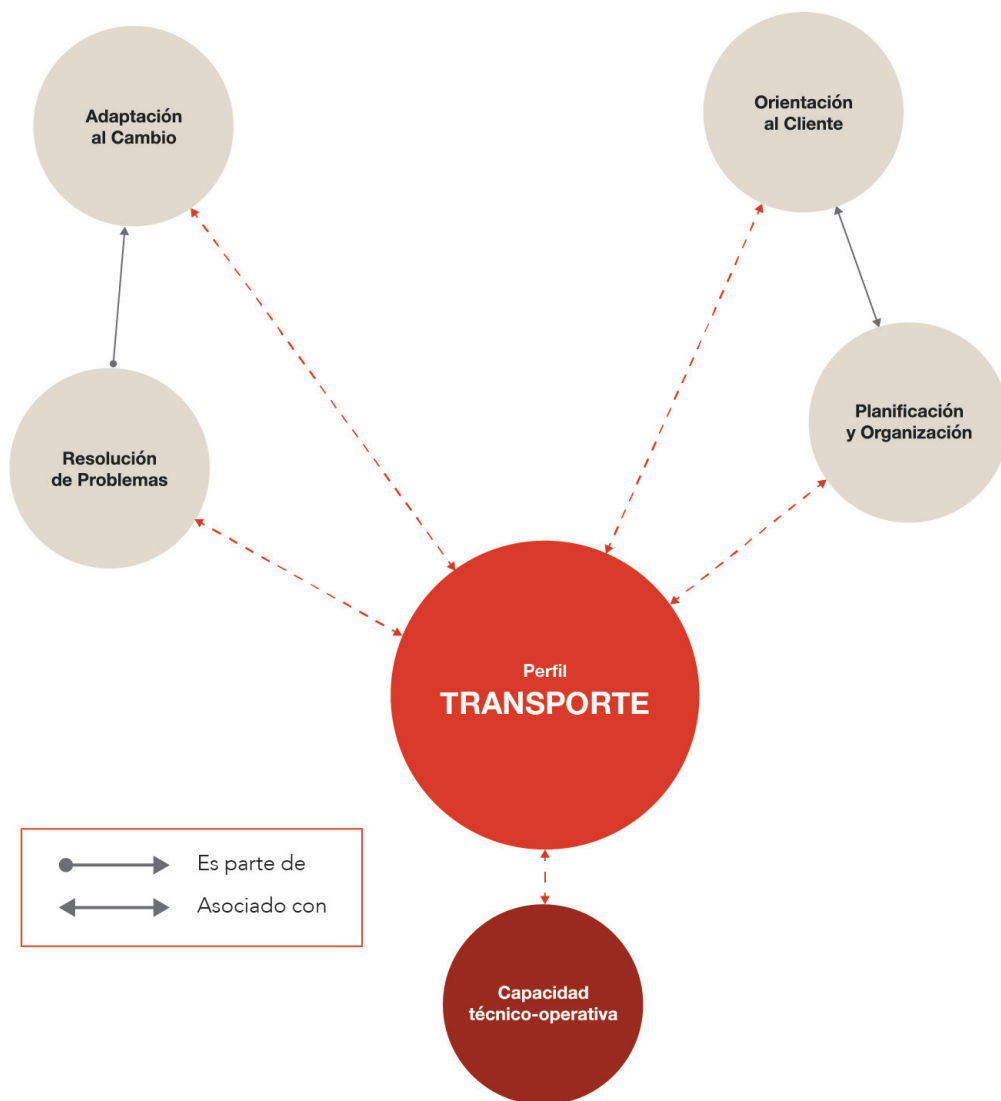 Adaptación
al Cambio
Orientación
al Cliente
Resolución
de Problemas
Planificación
y Organización
Perfil
TRANSPORTE
Es parte de
Asociado con
Capacidad
técnico-operativa